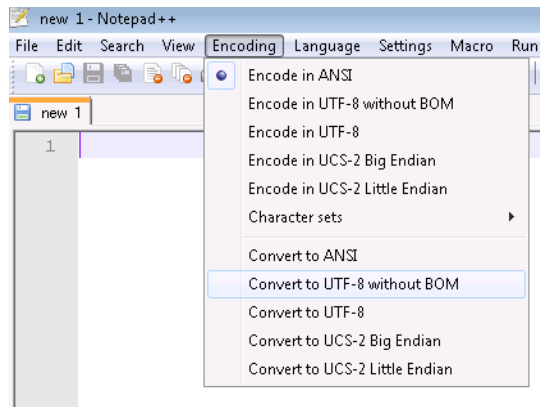 new 1 - Notepad++
File Edit Search View Encoding Language Settings Macro Run
new 1
1
Encode in ANSI
Encode in UTF-8 without BOM
Encode in UTF-8
Encode in UCS-2 Big Endian
Encode in UCS-2 Little Endian
Character sets
Convert to ANSI
Convert to UTF-8 without BOM
Convert to UTF-8
Convert to UCS-2 Big Endian
Convert to UCS-2 Little Endian